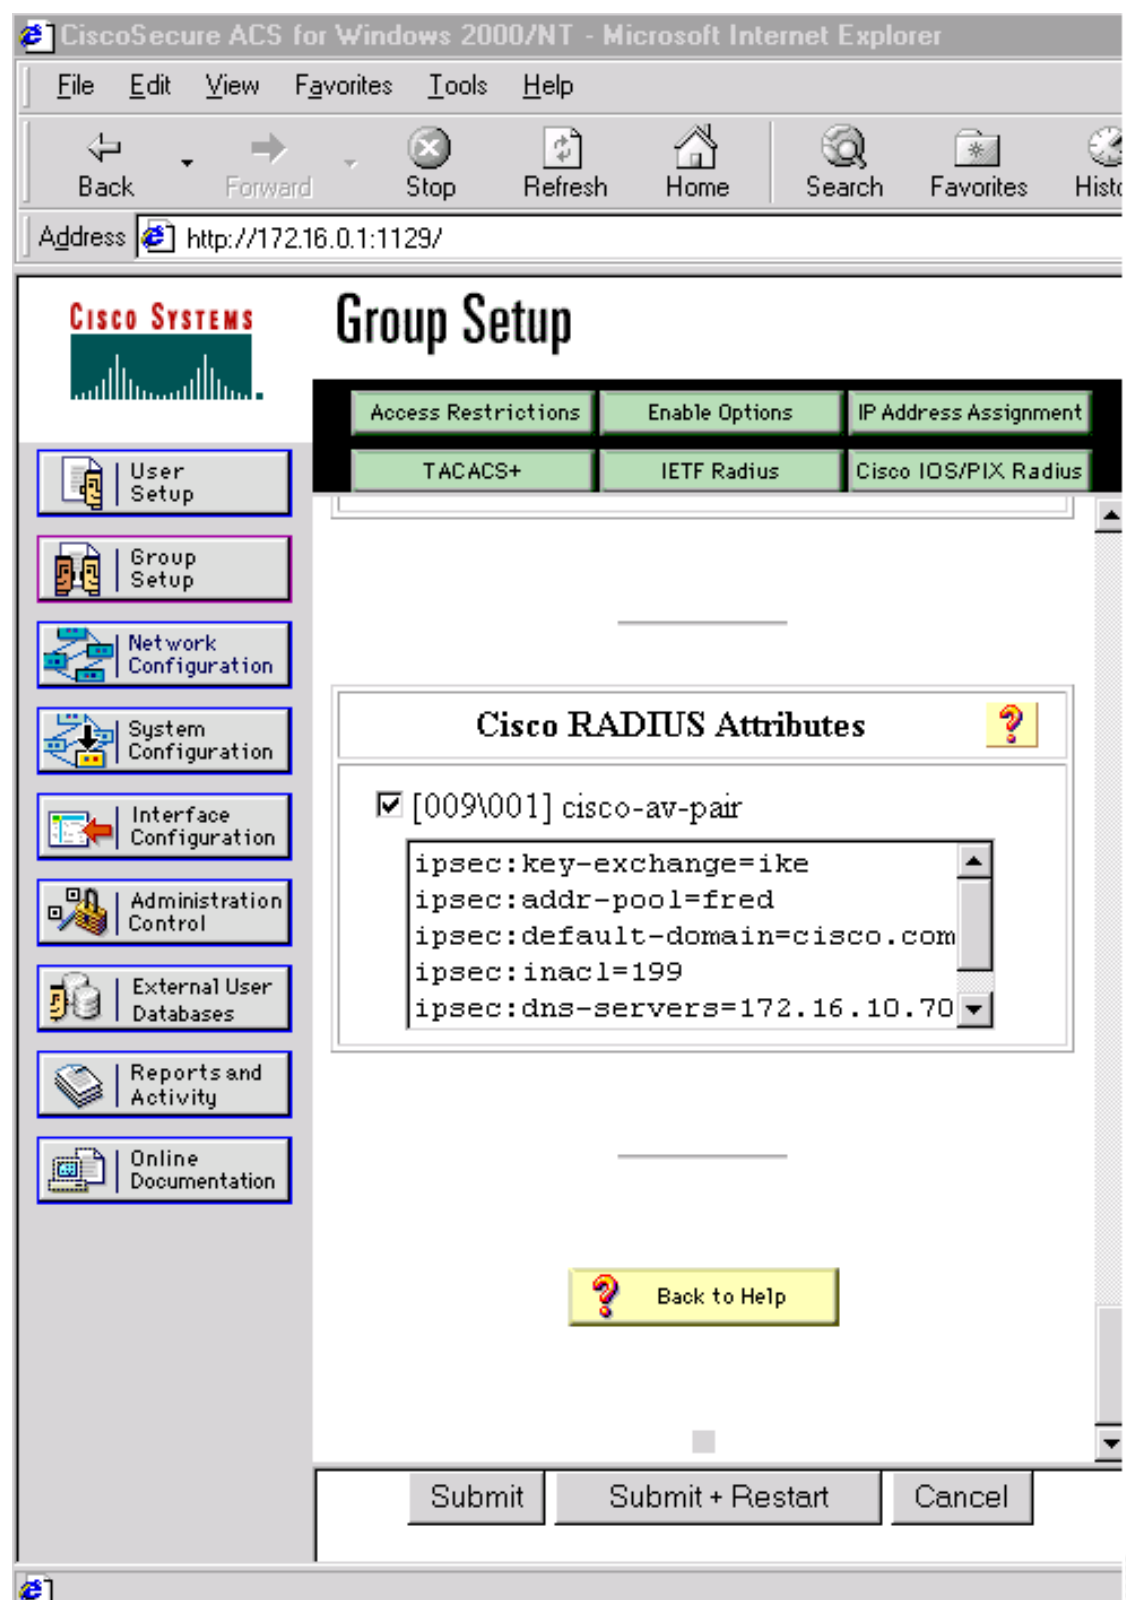 CiscoSecure ACS for Windows 2000/NT - Microsoft Internet Explorer
File Edit View Favorites Tools Help
Back Forward Stop Refresh Home Search Favorites
Address http://172.16.0.1:1129/
CISCO SYSTEMS
Group Setup
Access Restrictions Enable Options IP Address Assignment
TACACS+ IETF Radius Cisco IOS/PIX Radius
User
Setup
Group
Setup
Network
Configuration
System
Configuration
Interface
Configuration
Administration
Control
External User
Databases
Reports and
Activity
Online
Documentation
Cisco RADIUS Attributes
[009\001] cisco-av-pair
ipsec:key-exchange=ike
ipsec:addr-pool=fred
ipsec:default-domain=cisco.com
ipsec:inacl=199
ipsec:dns-servers=172.16.10.70
Back to Help
Submit Submit + Restart Cancel